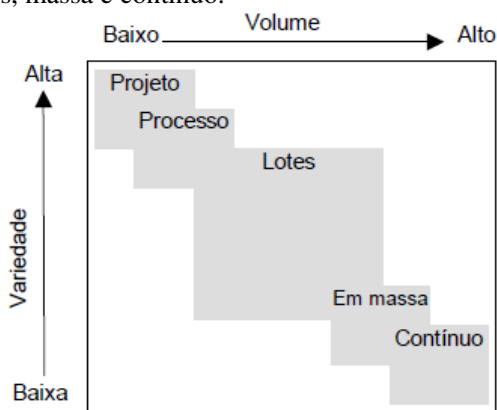 s, massa e contínuo.
Baixo Volume Alto
Alta
Projeto
Processo
Lotes
Variedade
Em massa
Contínuo
Baixa